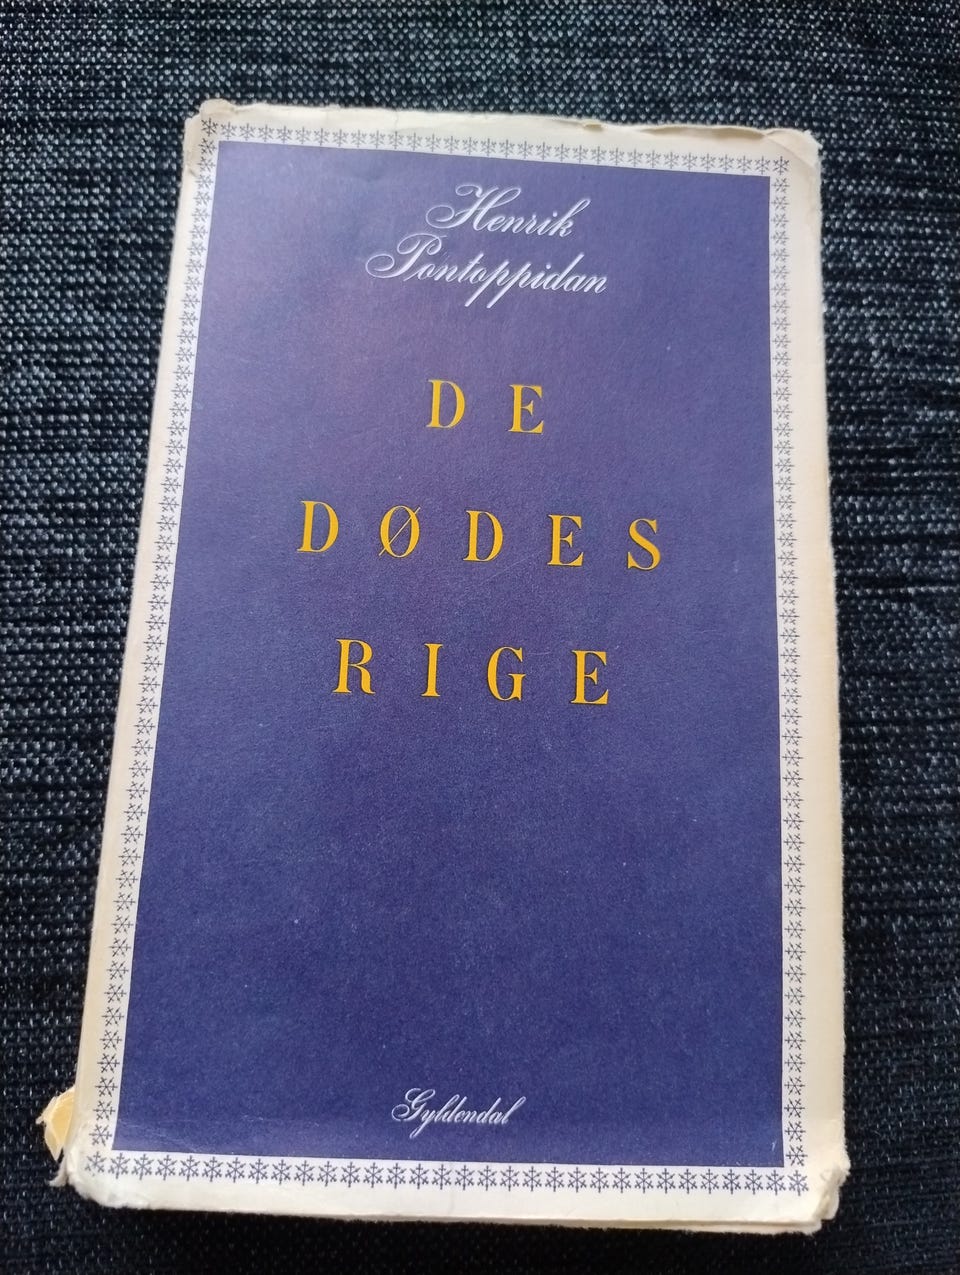 Henrik
Pontoppidan
DE
DØDES
RIGE
Gyldendal